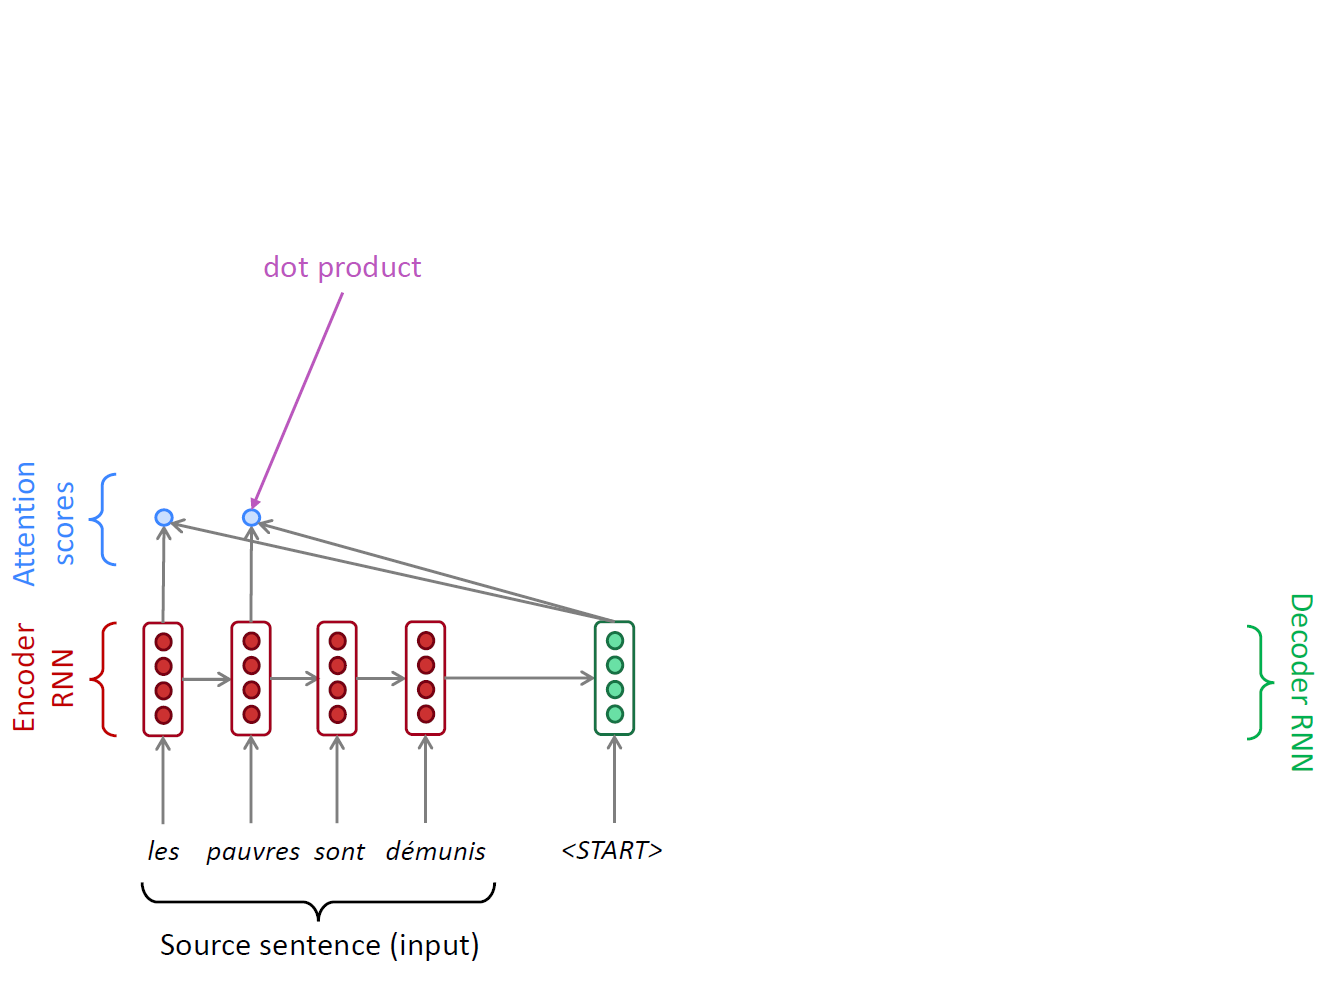 dot product
Attention
scores
Encoder
RNN
Decoder RNN
les pauvres sont démunis <START>
Source sentence (input)